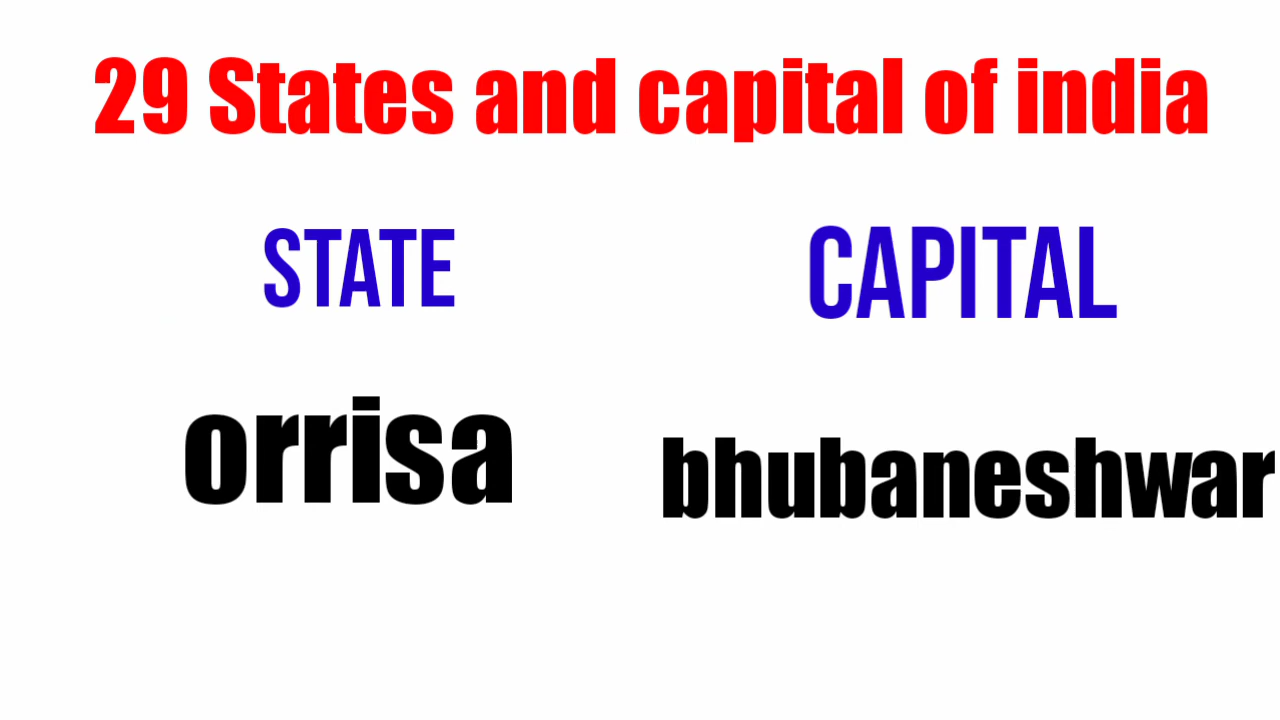 29 States and capital of india
STATE CAPITAL
orrisa bhubaneshwar